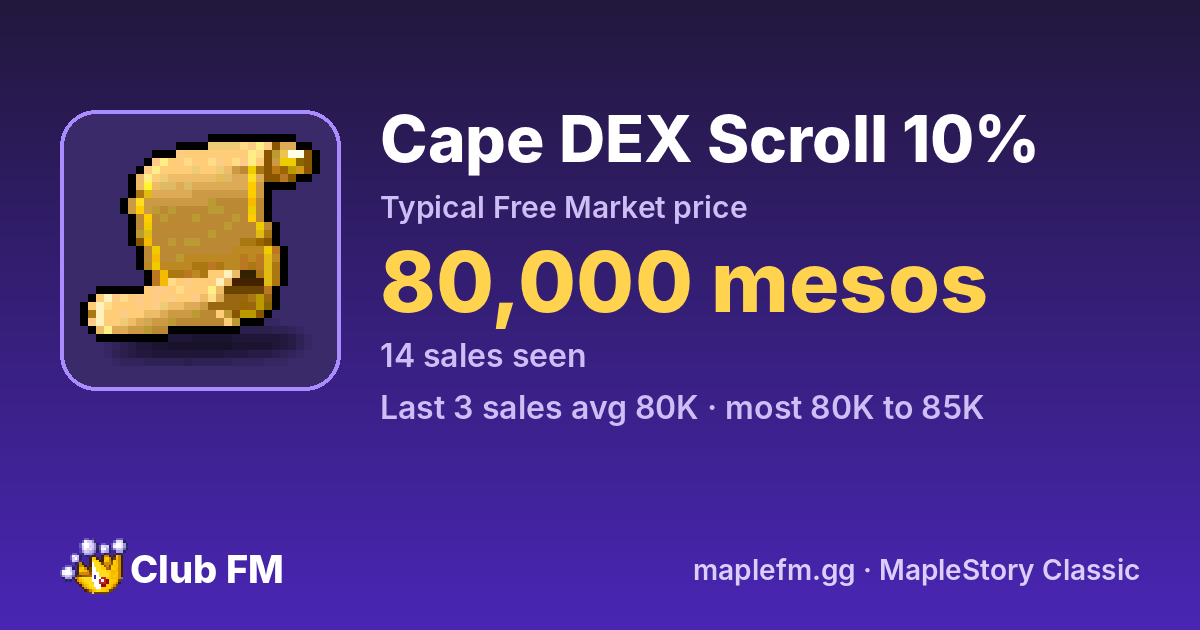 Cape DEX Scroll 10%
Typical Free Market price
80,000 mesos
14 sales seen
Last 3 sales avg 80K · most 80K to 85K
Club FM
maplefm.gg · MapleStory Classic